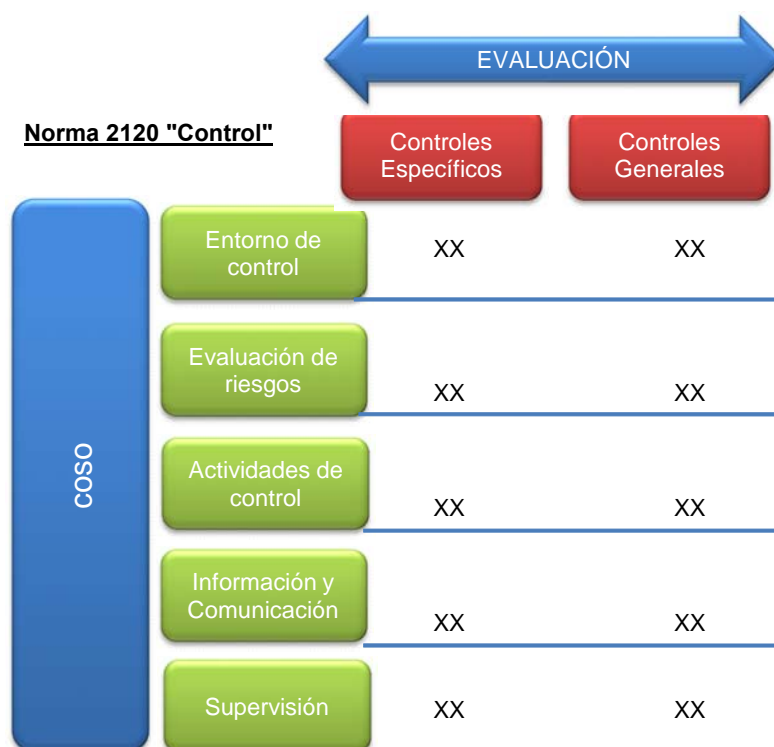 EVALUACIÓN
Norma 2120 "Control"
Controles
Específicos
Controles
Generales
COSO
Entorno de
control
XX
XX
Evaluación de
riesgos
XX
XX
Actividades de
control
XX
XX
Información y
Comunicación
XX
XX
Supervisión
XX
XX